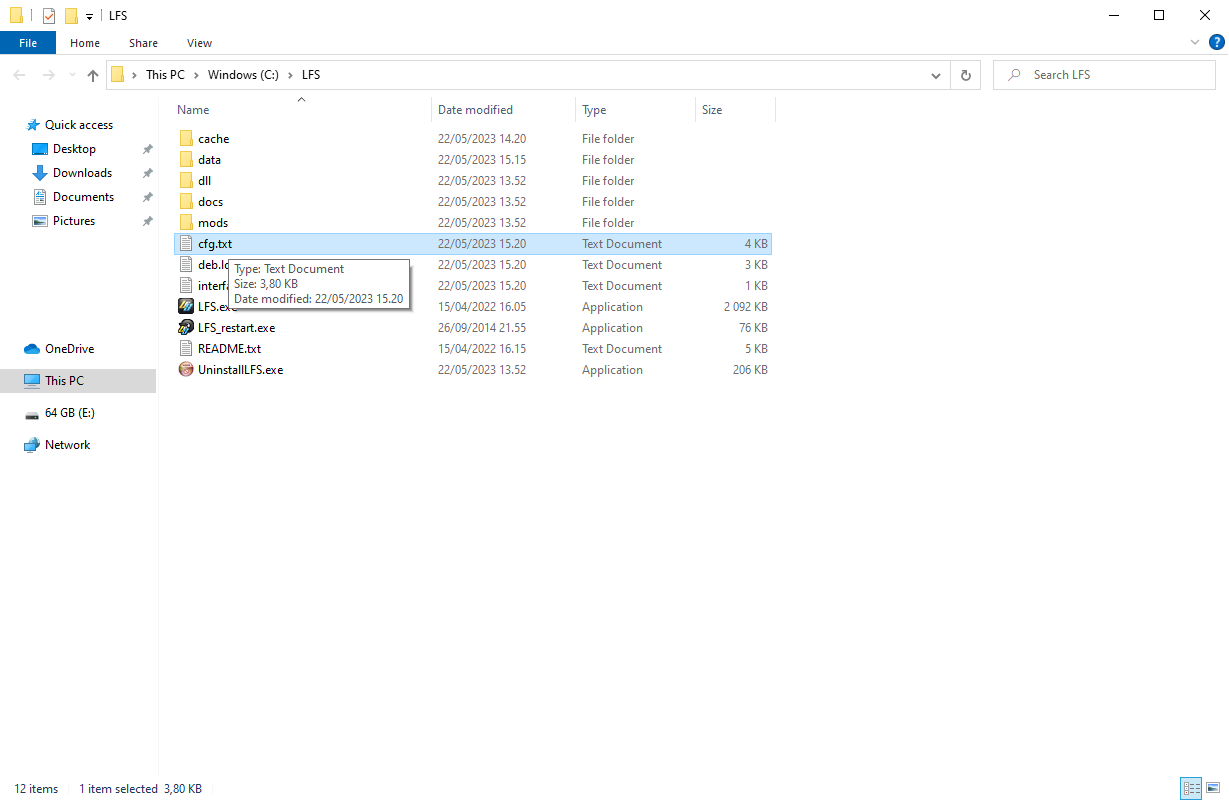 LFS
File Home Share View
This PC Windows (C:) LFS
Search LFS
Name Date modified Type Size
Quick access
Desktop
Downloads
Documents
Pictures
OneDrive
This PC
64 GB (E:)
Network
cache 22/05/2023 14.20 File folder
data 22/05/2023 15.15 File folder
dll 22/05/2023 13.52 File folder
docs 22/05/2023 13.52 File folder
mods 22/05/2023 13.52 File folder
cfg.txt 22/05/2023 15.20 Text Document 4 KB
22/05/2023 15.20 Text Document 3 KB
22/05/2023 15.20 Text Document 1 KB
LFS.exe 15/04/2022 16.05 Application 2 092 KB
LFS_restart.exe 26/09/2014 21.55 Application 76 KB
README.txt 15/04/2022 16.15 Text Document 5 KB
UninstallLFS.exe 22/05/2023 13.52 Application 206 KB
Type: Text Document
Size: 3,80 KB
Date modified: 22/05/2023 15.20
12 items 1 item selected 3,80 KB